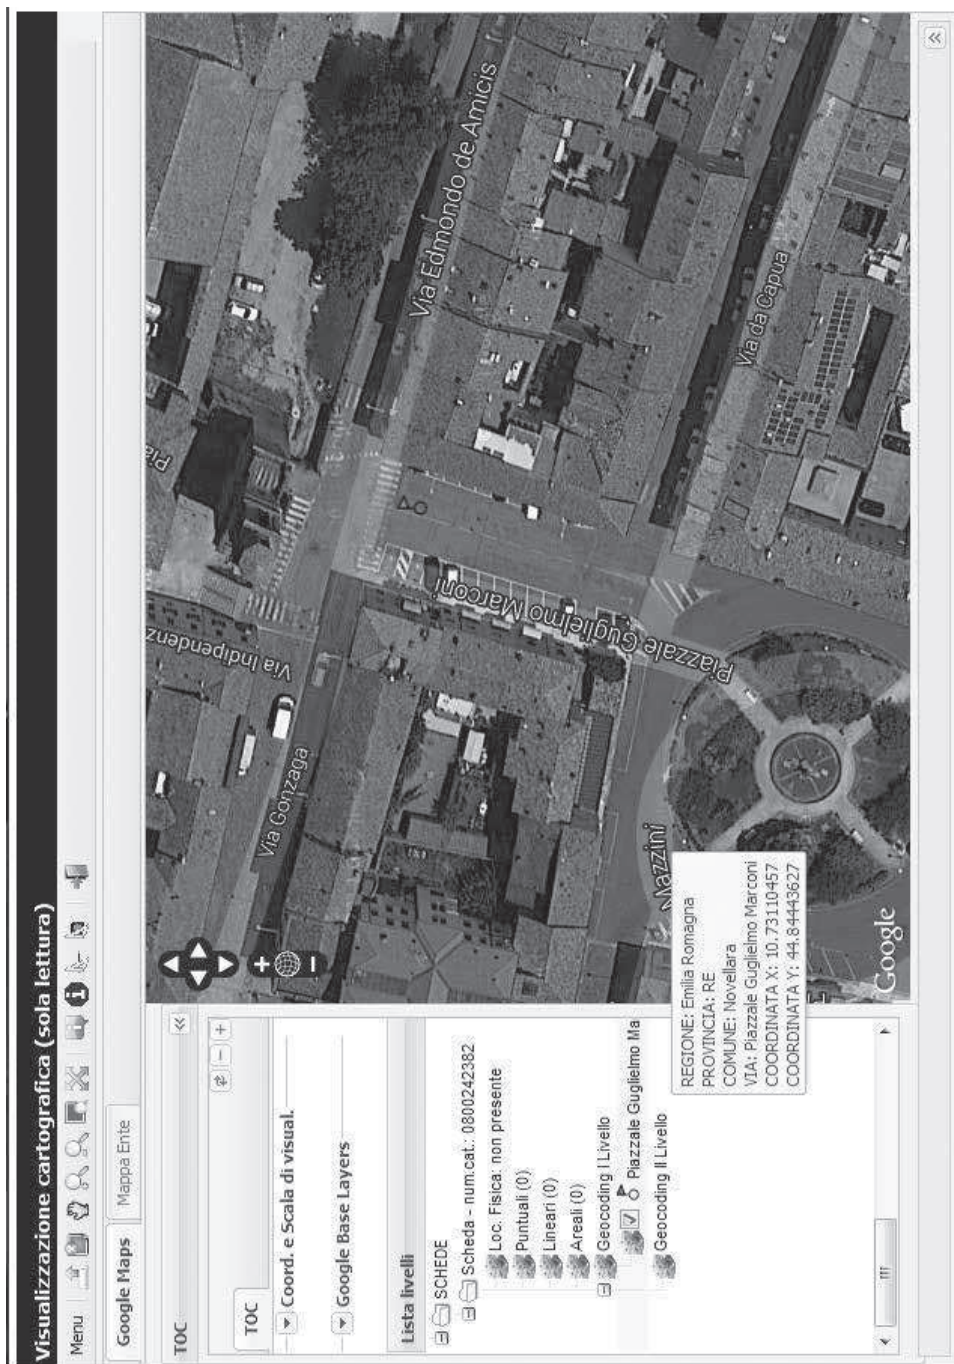 Visualizzazione cartografica (sola lettura)
Menu
Google Maps
Mappa Ente
TOC
TOC
Coord. e Scala di visual.
Google Base Layers
Lista livelli
SCHEDE
Scheda - num.cat.: 0800242382
Loc. Fisica: non presente
Puntuali (0)
Lineari (0)
Areali (0)
Geocoding I Livello
Piazzale Guglielmo Ma
Geocoding II Livello
REGIONE: Emilia Romagna
PROVINCIA: RE
COMUNE: Novellara
VIA: Piazzale Guglielmo Marconi
COORDINATA X: 10.73110457
COORDINATA Y: 44.84443627
Via Gonzaga
Via Indipendenz
Pia
Via Edmondo de Amicis
Piazzale Guglielmo Marconi
Via da Capua
Mazzini
Google